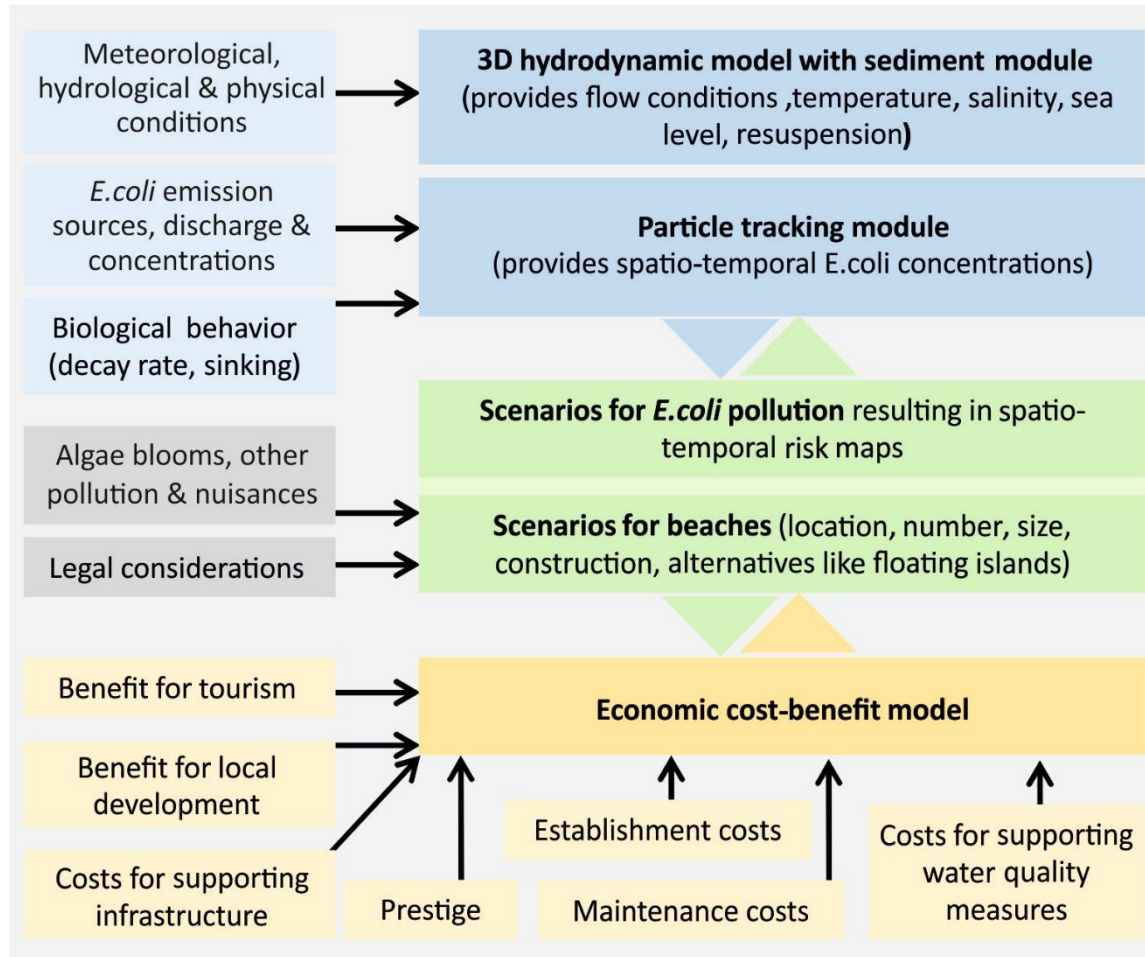 Meteorological,
hydrological & physical
conditions
3D hydrodynamic model with sediment module
(provides flow conditions ,temperature, salinity, sea
level, resuspension)
E.coli emission
sources, discharge &
concentrations
Particle tracking module
(provides spatio-temporal E.coli concentrations)
Biological behavior
(decay rate, sinking)
Scenarios for E.coli pollution resulting in spatio-
temporal risk maps
Algae blooms, other
pollution & nuisances
Scenarios for beaches (location, number, size,
construction, alternatives like floating islands)
Legal considerations
Benefit for tourism
Economic cost-benefit model
Benefit for local
development
Establishment costs
Costs for supporting
water quality
measures
Costs for supporting
infrastructure
Prestige
Maintenance costs